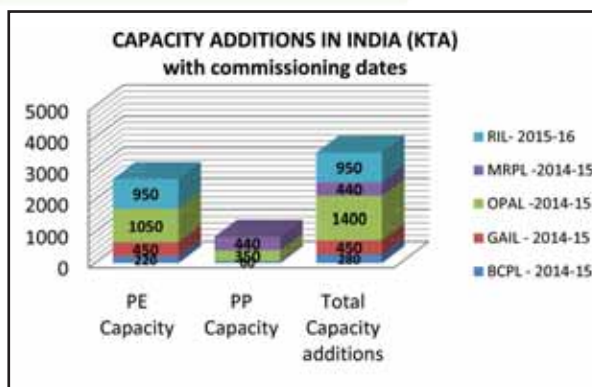 CAPACITY ADDITIONS IN INDIA (KTA)
with commissioning dates
5000
4000
3000
2000
1000
0
950
1050
450
220
440
350
60
950
440
1400
450
280
PE
Capacity
PP
Capacity
Total
Capacity
additions
RIL- 2015-16
MRPL -2014-15
OPAL -2014-15
GAIL - 2014-15
BCPL - 2014-15